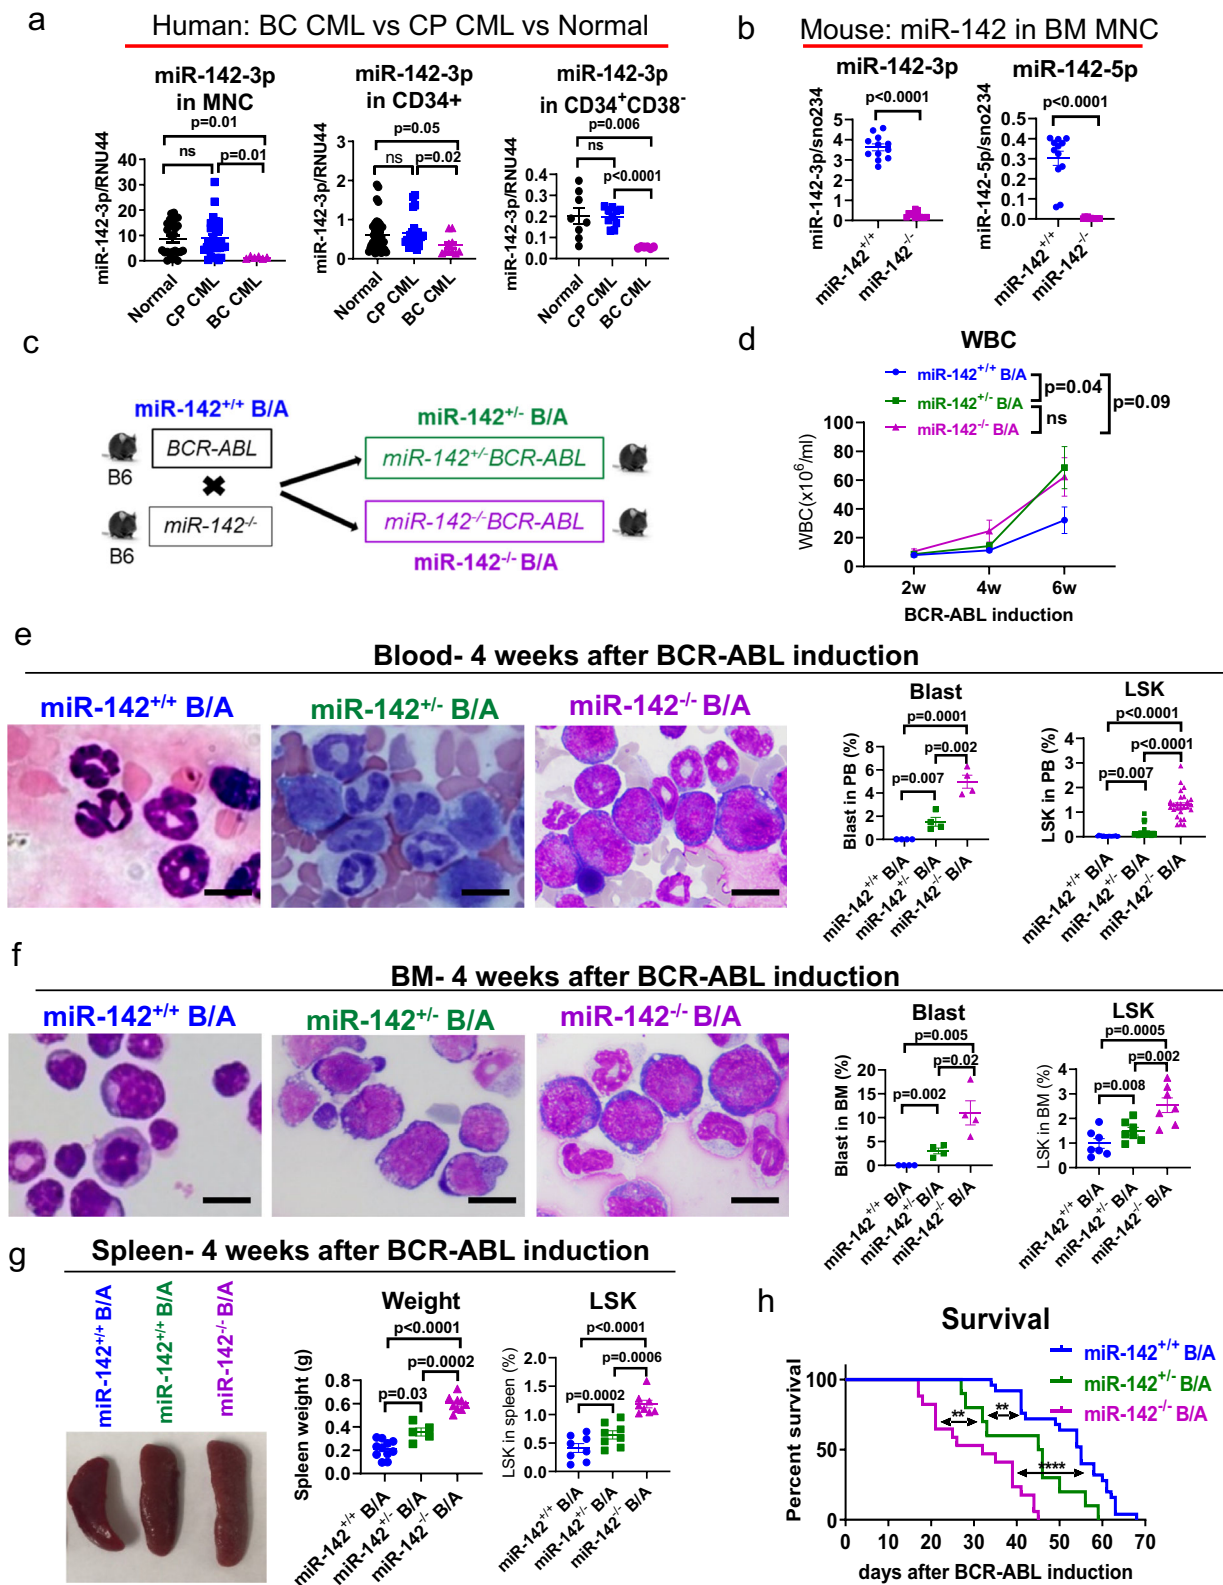 a
Human: BC CML vs CP CML vs Normal
miR-142-3p
in MNC
p=0.01
ns
p=0.01
miR-142-3p/RNU44
40
30
20
10
0
Normal
CP CML
BC CML
miR-142-3p
in CD34+
p=0.05
ns
p=0.02
miR-142-3p/RNU44
3
2
1
0
Normal
CP CML
BC CML
miR-142-3p
in CD34+CD38-
p=0.006
ns
p<0.0001
miR-142-3p/RNU44
0.4
0.3
0.2
0.1
0.0
Normal
CP CML
BC CML
b
Mouse: miR-142 in BM MNC
miR-142-3p
p<0.0001
miR-142-3p/sno234
5
4
3
2
1
0
miR-142+/+
miR-142-/-
miR-142-5p
p<0.0001
miR-142-5p/sno234
0.5
0.4
0.3
0.2
0.1
0.0
miR-142+/+
miR-142-/-
c
miR-142+/+ B/A
BCR-ABL
B6
miR-142-/-
B6
miR-142+/- B/A
miR-142+/-BCR-ABL
miR-142-/-BCR-ABL
miR-142-/- B/A
d
WBC
miR-142+/+ B/A
miR-142+/- B/A
miR-142-/- B/A
p=0.04
ns
p=0.09
WBC(x10^6/ml)
100
80
60
40
20
0
2w
4w
6w
BCR-ABL induction
e
Blood- 4 weeks after BCR-ABL induction
miR-142+/+ B/A
miR-142+/- B/A
miR-142-/- B/A
Blast
p=0.0001
p=0.002
p=0.007
Blast in PB (%)
8
6
4
2
0
miR-142+/+ B/A
miR-142+/- B/A
miR-142-/- B/A
LSK
p<0.0001
p<0.0001
p=0.007
LSK in PB (%)
4
3
2
1
0
miR-142+/+ B/A
miR-142+/- B/A
miR-142-/- B/A
f
BM- 4 weeks after BCR-ABL induction
miR-142+/+ B/A
miR-142+/- B/A
miR-142-/- B/A
Blast
p=0.005
p=0.02
p=0.002
Blast in BM (%)
20
15
10
5
0
miR-142+/+ B/A
miR-142+/- B/A
miR-142-/- B/A
LSK
p=0.0005
p=0.002
p=0.008
LSK in BM (%)
4
3
2
1
0
miR-142+/+ B/A
miR-142+/- B/A
miR-142-/- B/A
g
Spleen- 4 weeks after BCR-ABL induction
miR-142+/+ B/A
miR-142+/+ B/A
miR-142-/- B/A
Weight
p<0.0001
p=0.0002
p=0.03
Spleen weight (g)
0.8
0.6
0.4
0.2
0.0
miR-142+/+ B/A
miR-142+/- B/A
miR-142-/- B/A
LSK
p<0.0001
p=0.0006
p=0.0002
LSK in spleen (%)
2.0
1.5
1.0
0.5
0.0
miR-142+/+ B/A
miR-142+/- B/A
miR-142-/- B/A
h
Survival
miR-142+/+ B/A
miR-142+/- B/A
miR-142-/- B/A
Percent survival
100
50
0
**
**
****
0
10
20
30
40
50
60
70
days after BCR-ABL induction